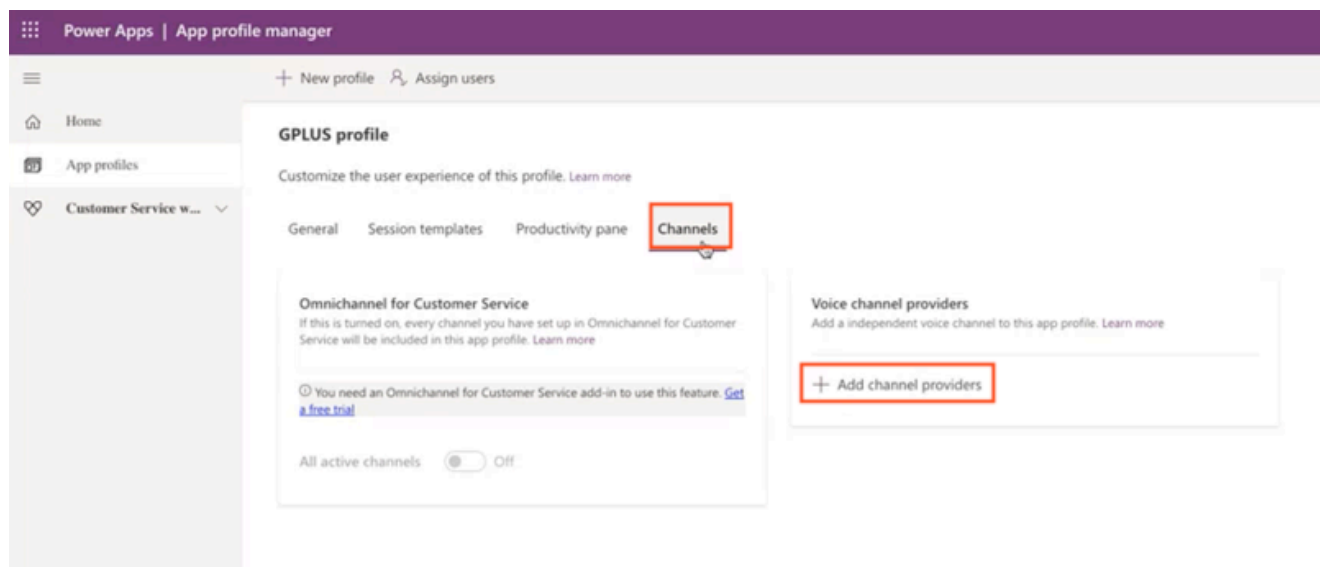 Power Apps | App profile manager
+ New profile Assign users
Home
App profiles
Customer Service w...
GPLUS profile
Customize the user experience of this profile. Learn more
General Session templates Productivity pane Channels
Omnichannel for Customer Service
If this is turned on, every channel you have set up in Omnichannel for Customer
Service will be included in this app profile. Learn more
You need an Omnichannel for Customer Service add-in to use this feature. Get
a free trial
All active channels Off
Voice channel providers
Add a independent voice channel to this app profile. Learn more
+ Add channel providers